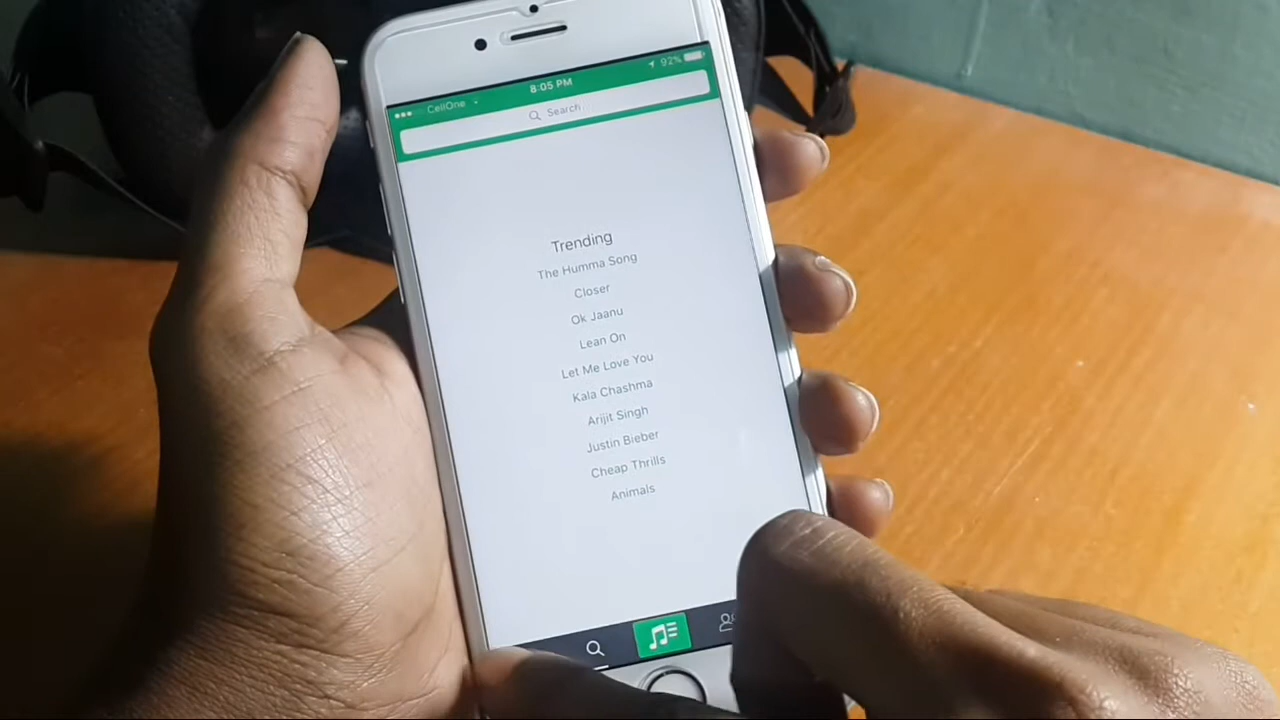 CellOne
8:05 PM
92%
Search
Trending
The Humma Song
Closer
Ok Jaanu
Lean On
Let Me Love You
Kala Chashma
Arijit Singh
Justin Bieber
Cheap Thrills
Animals